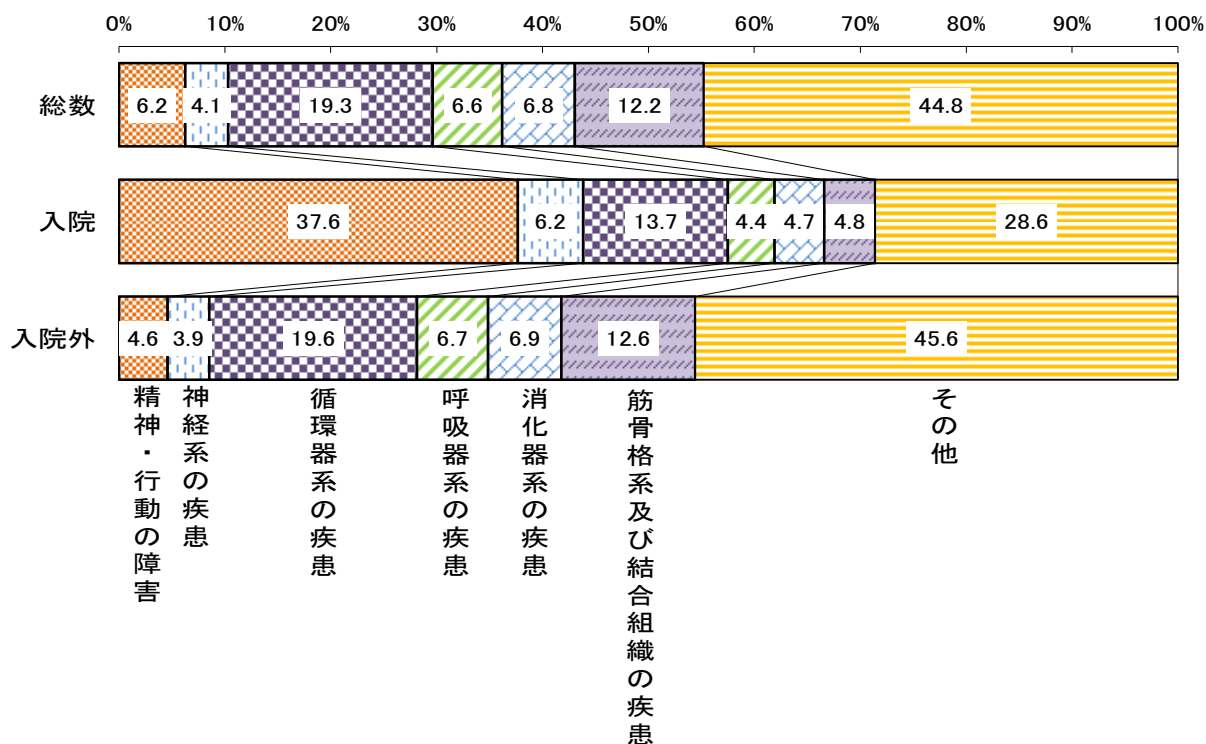 0% 10% 20% 30% 40% 50% 60% 70% 80% 90% 100%
総数 6.2 4.1 19.3 6.6 6.8 12.2 44.8
入院 37.6 6.2 13.7 4.4 4.7 4.8 28.6
入院外 4.6 3.9 19.6 6.7 6.9 12.6 45.6
精神・行動の障害
神経系の疾患
循環器系の疾患
呼吸器系の疾患
消化器系の疾患
筋骨格系及び結合組織の疾患
その他